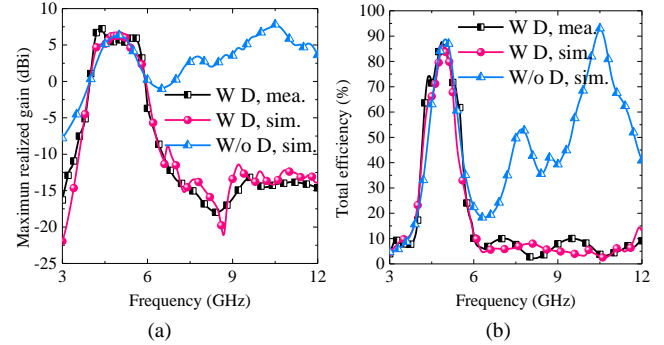 10
5
0
-5
-10
-15
-20
-25
Maximun realized gain (dBi)
W D, mea.
W D, sim.
W/o D, sim.
3 6 9 12
Frequency (GHz)
(a)
100
90
80
70
60
50
40
30
20
10
0
Total efficiency (%)
W D, mea.
W D, sim.
W/o D, sim.
3 6 9 12
Frequency (GHz)
(b)